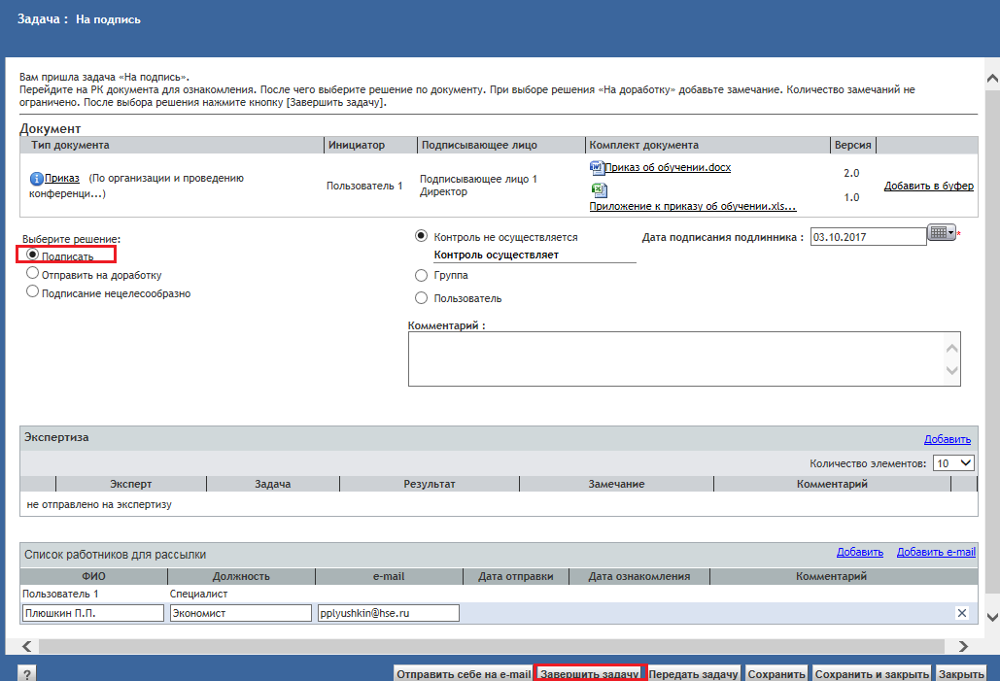 Задача : На подпись
Вам пришла задача «На подпись».
Перейдите на РК документа для ознакомления. После чего выберите решение по документу. При выборе решения «На доработку» добавьте замечание. Количество замечаний не
ограничено. После выбора решения нажмите кнопку [Завершить задачу].
Документ
Тип документа Инициатор Подписывающее лицо Комплект документа Версия
Приказ (По организации и проведению
конференци...)
Пользователь 1
Подписывающее лицо 1
Директор
Приказ об обучении.docx 2.0
Приложение к приказу об обучении.xls... 1.0
Добавить в буфер
Выберите решение:
Подписать
Отправить на доработку
Подписание нецелесообразно
Контроль не осуществляется
Контроль осуществляет
Группа
Пользователь
Дата подписания подлинника : 03.10.2017 *
Комментарий :
Экспертиза Добавить
Количество элементов: 10
Эксперт Задача Результат Замечание Комментарий
не отправлено на экспертизу
Список работников для рассылки Добавить Добавить e-mail
ФИО Должность e-mail Дата отправки Дата ознакомления Комментарий
Пользователь 1 Специалист
Плюшкин П.П. Экономист pplyushkin@hse.ru
? Отправить себе на e-mail Завершить задачу Передать задачу Сохранить Сохранить и закрыть Закрыть